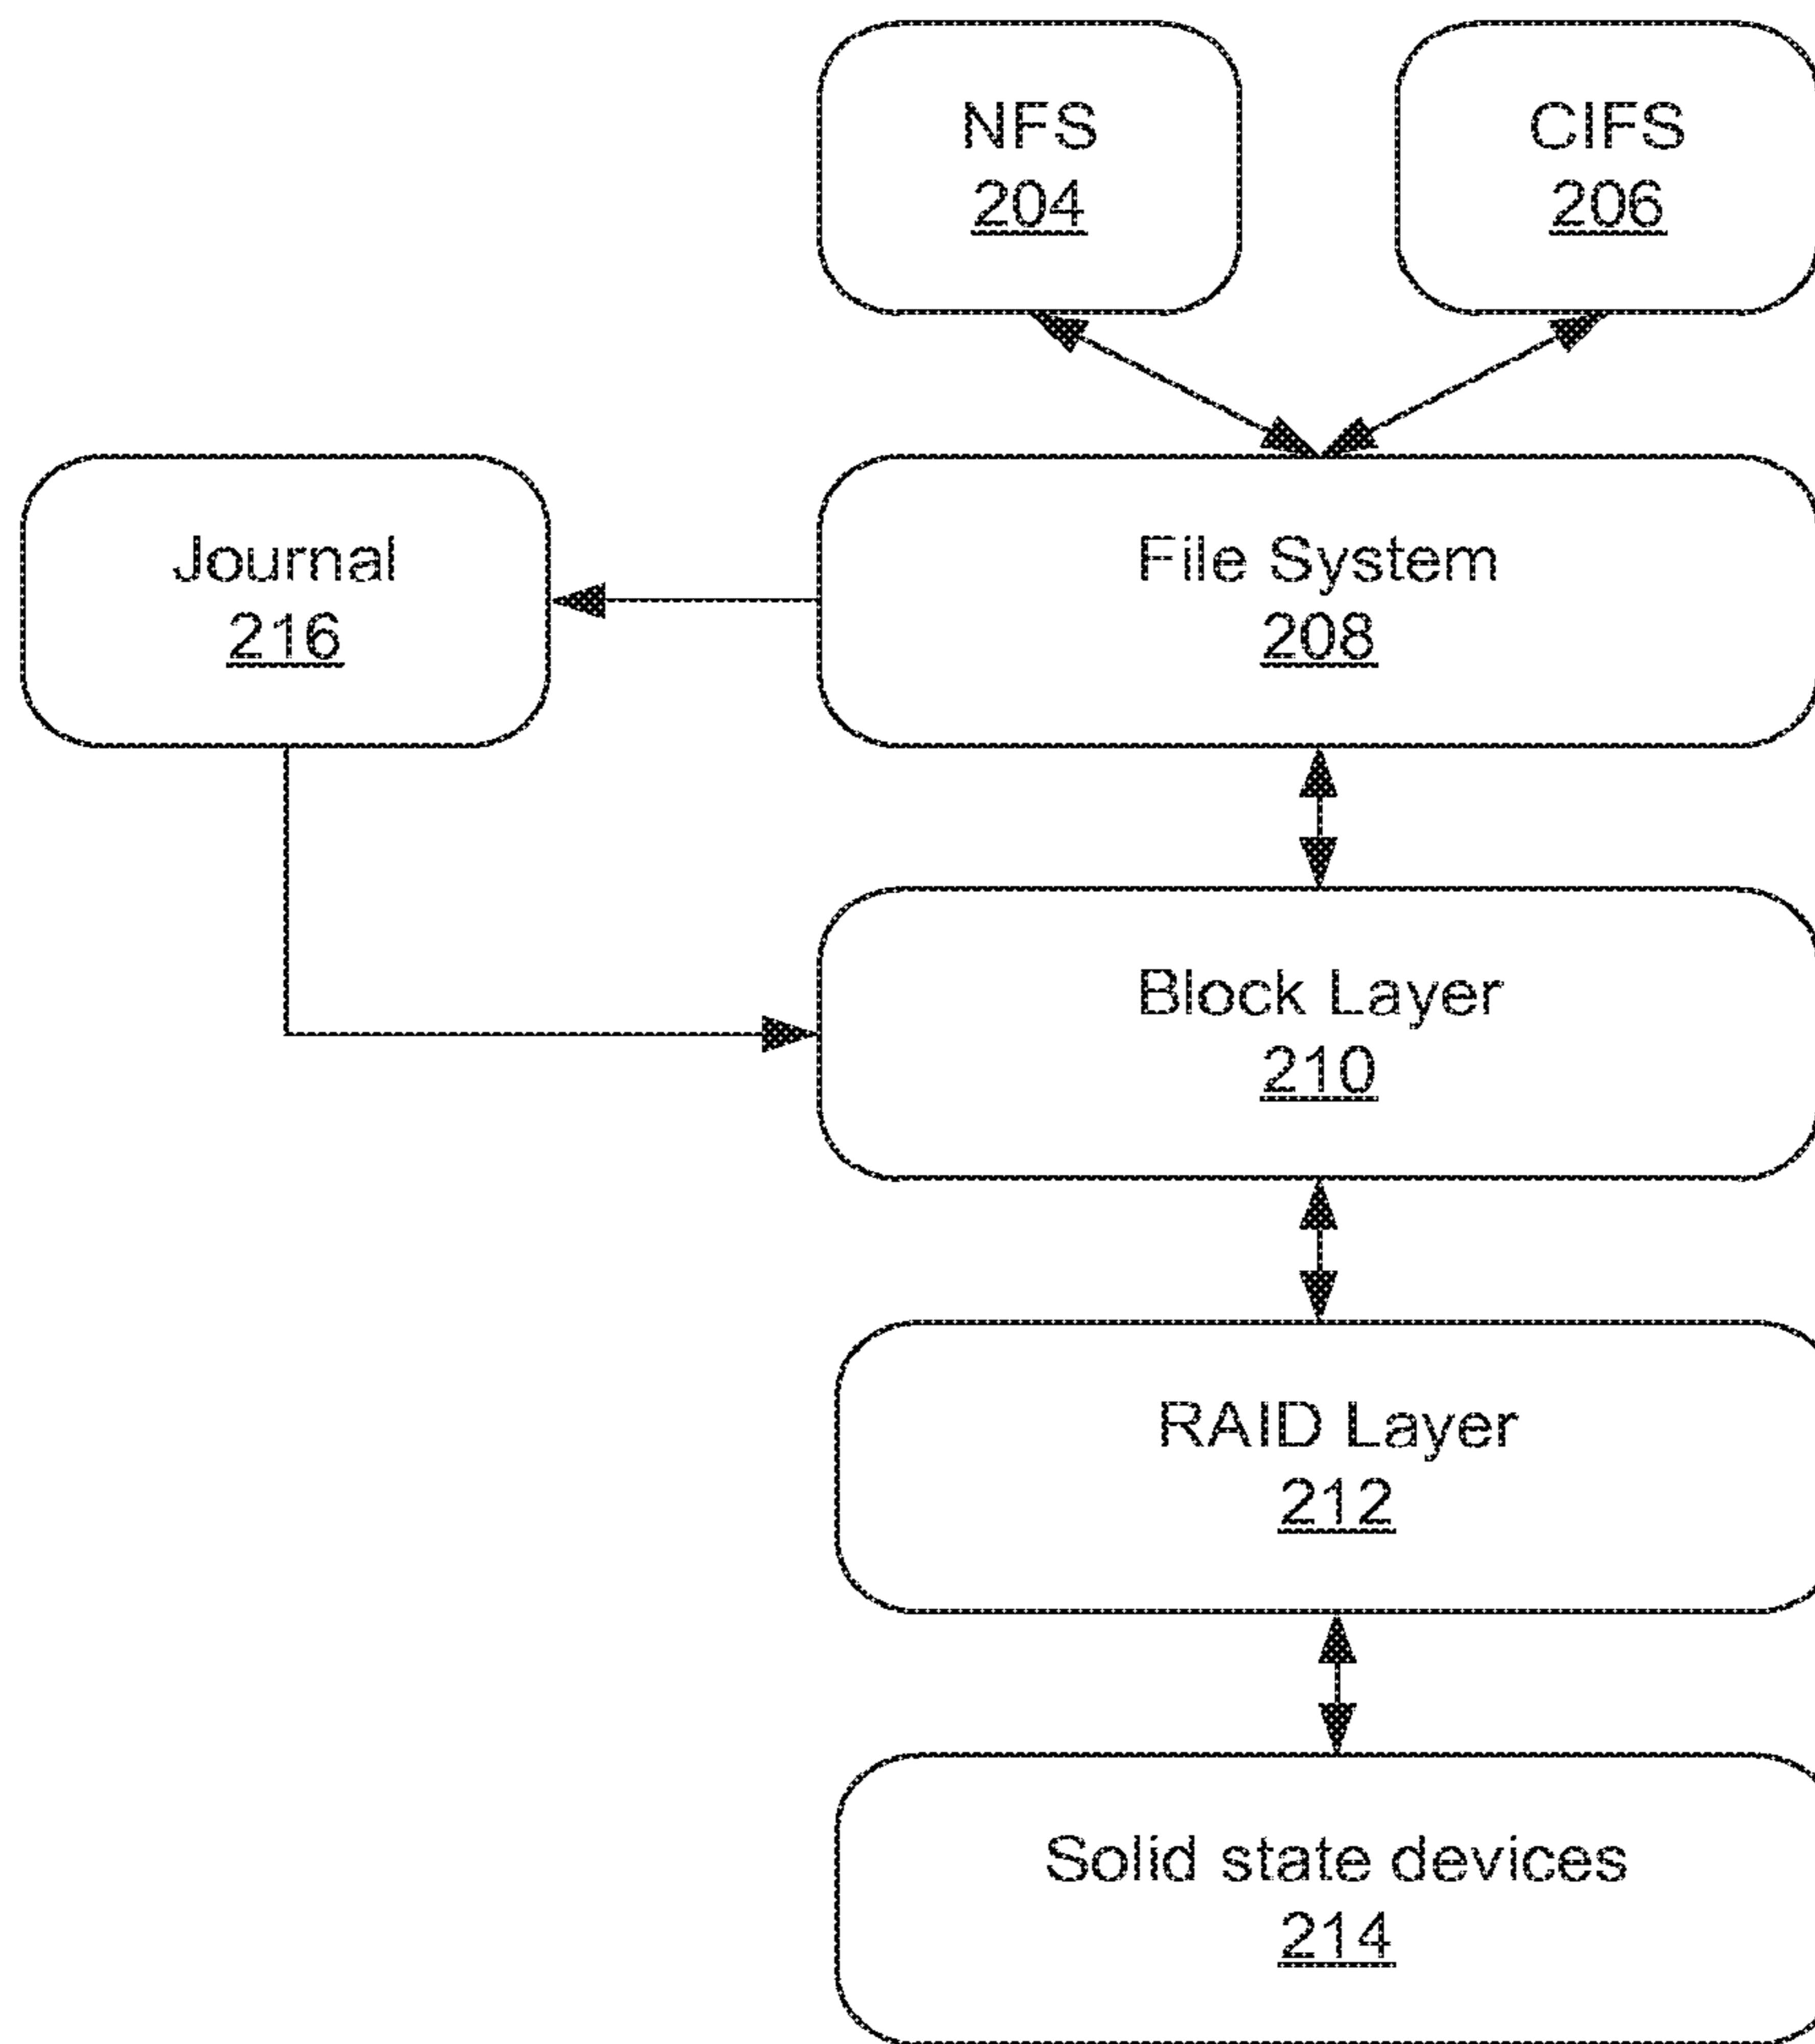 NFS
204
CIFS
206
Journal
216
File System
208
Block Layer
210
RAID Layer
212
Solid state devices
214